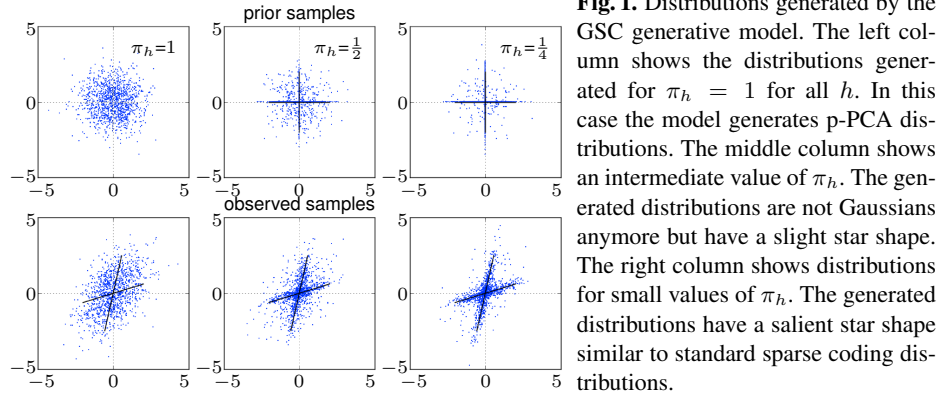 prior samples
5
0
−5
−5
0
5
π_h=1
5
0
−5
−5
0
5
π_h=1/2
5
0
−5
−5
0
5
π_h=1/4
observed samples
5
0
−5
−5
0
5
5
0
−5
−5
0
5
5
0
−5
−5
0
5
Fig. 1. Distributions generated by the
GSC generative model. The left col-
umn shows the distributions gener-
ated for π_h = 1 for all h. In this
case the model generates p-PCA dis-
tributions. The middle column shows
an intermediate value of π_h. The gen-
erated distributions are not Gaussians
anymore but have a slight star shape.
The right column shows distributions
for small values of π_h. The generated
distributions have a salient star shape
similar to standard sparse coding dis-
tributions.